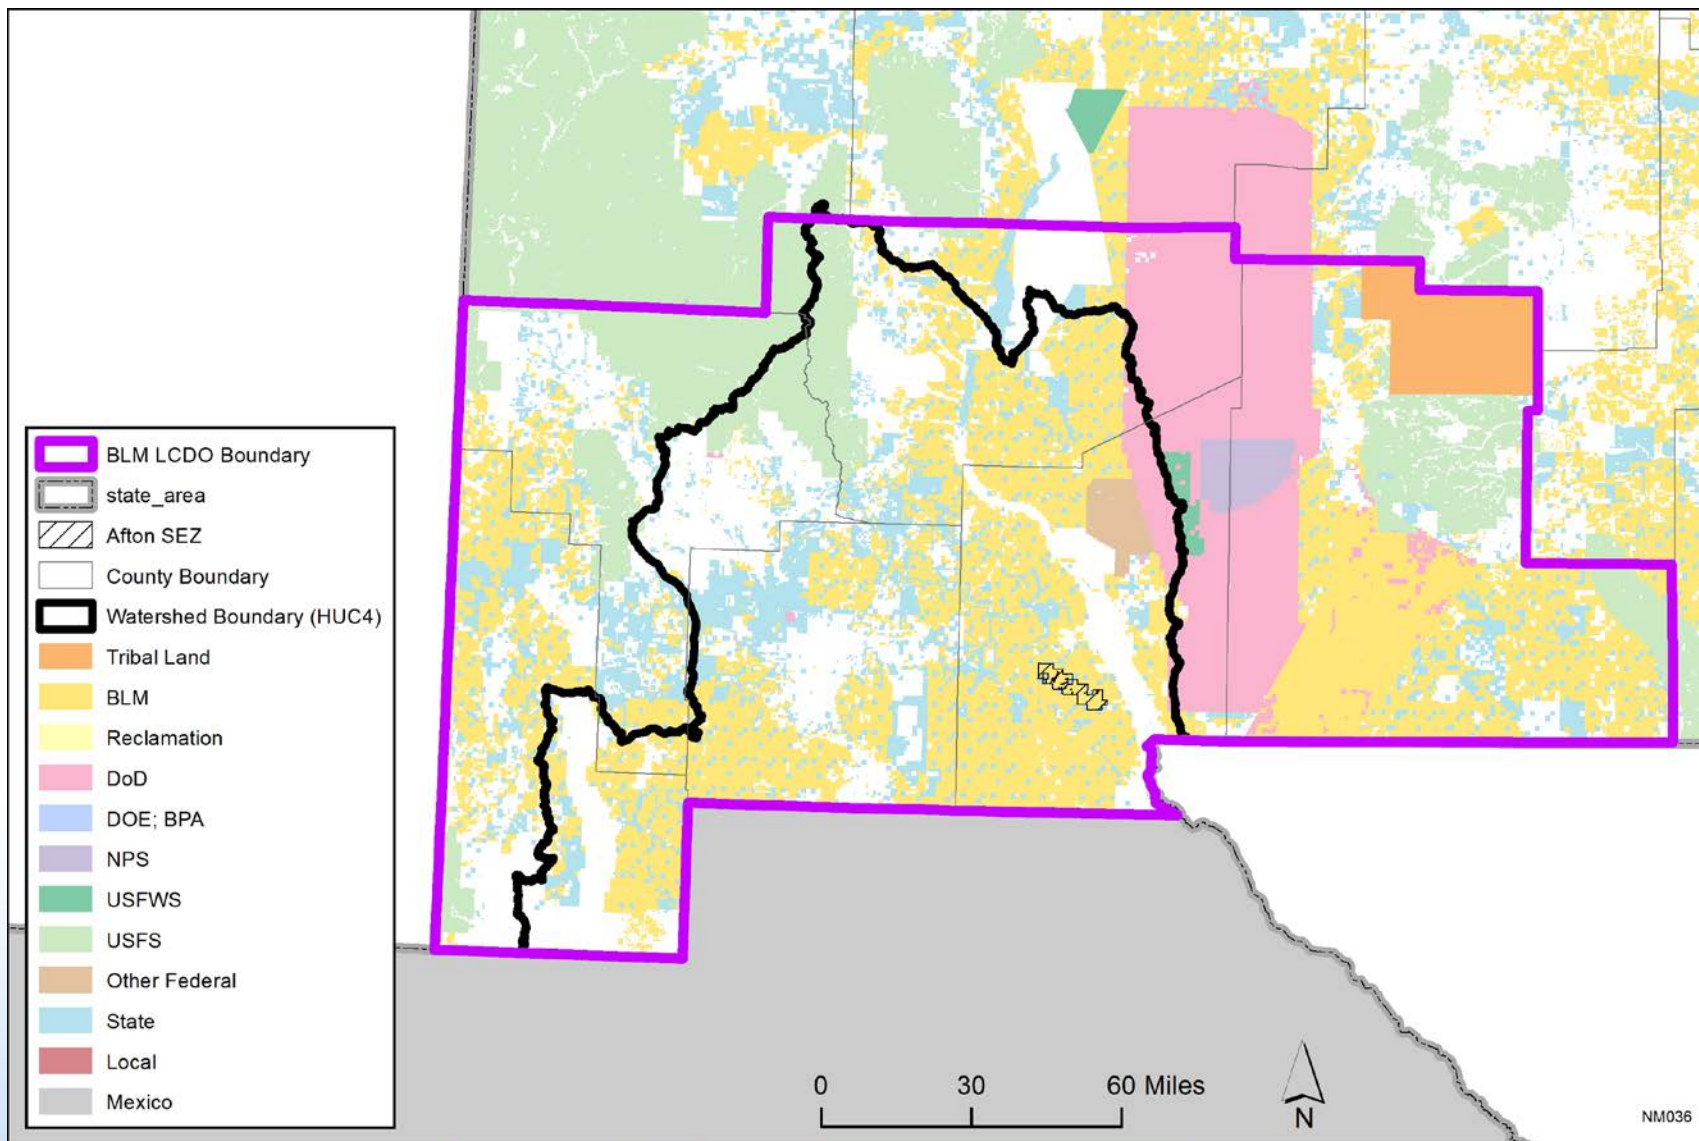 BLM LCDO Boundary
state_area
Afton SEZ
County Boundary
Watershed Boundary (HUC4)
Tribal Land
BLM
Reclamation
DoD
DOE; BPA
NPS
USFWS
USFS
Other Federal
State
Local
Mexico
0 30 60 Miles
N
NM036